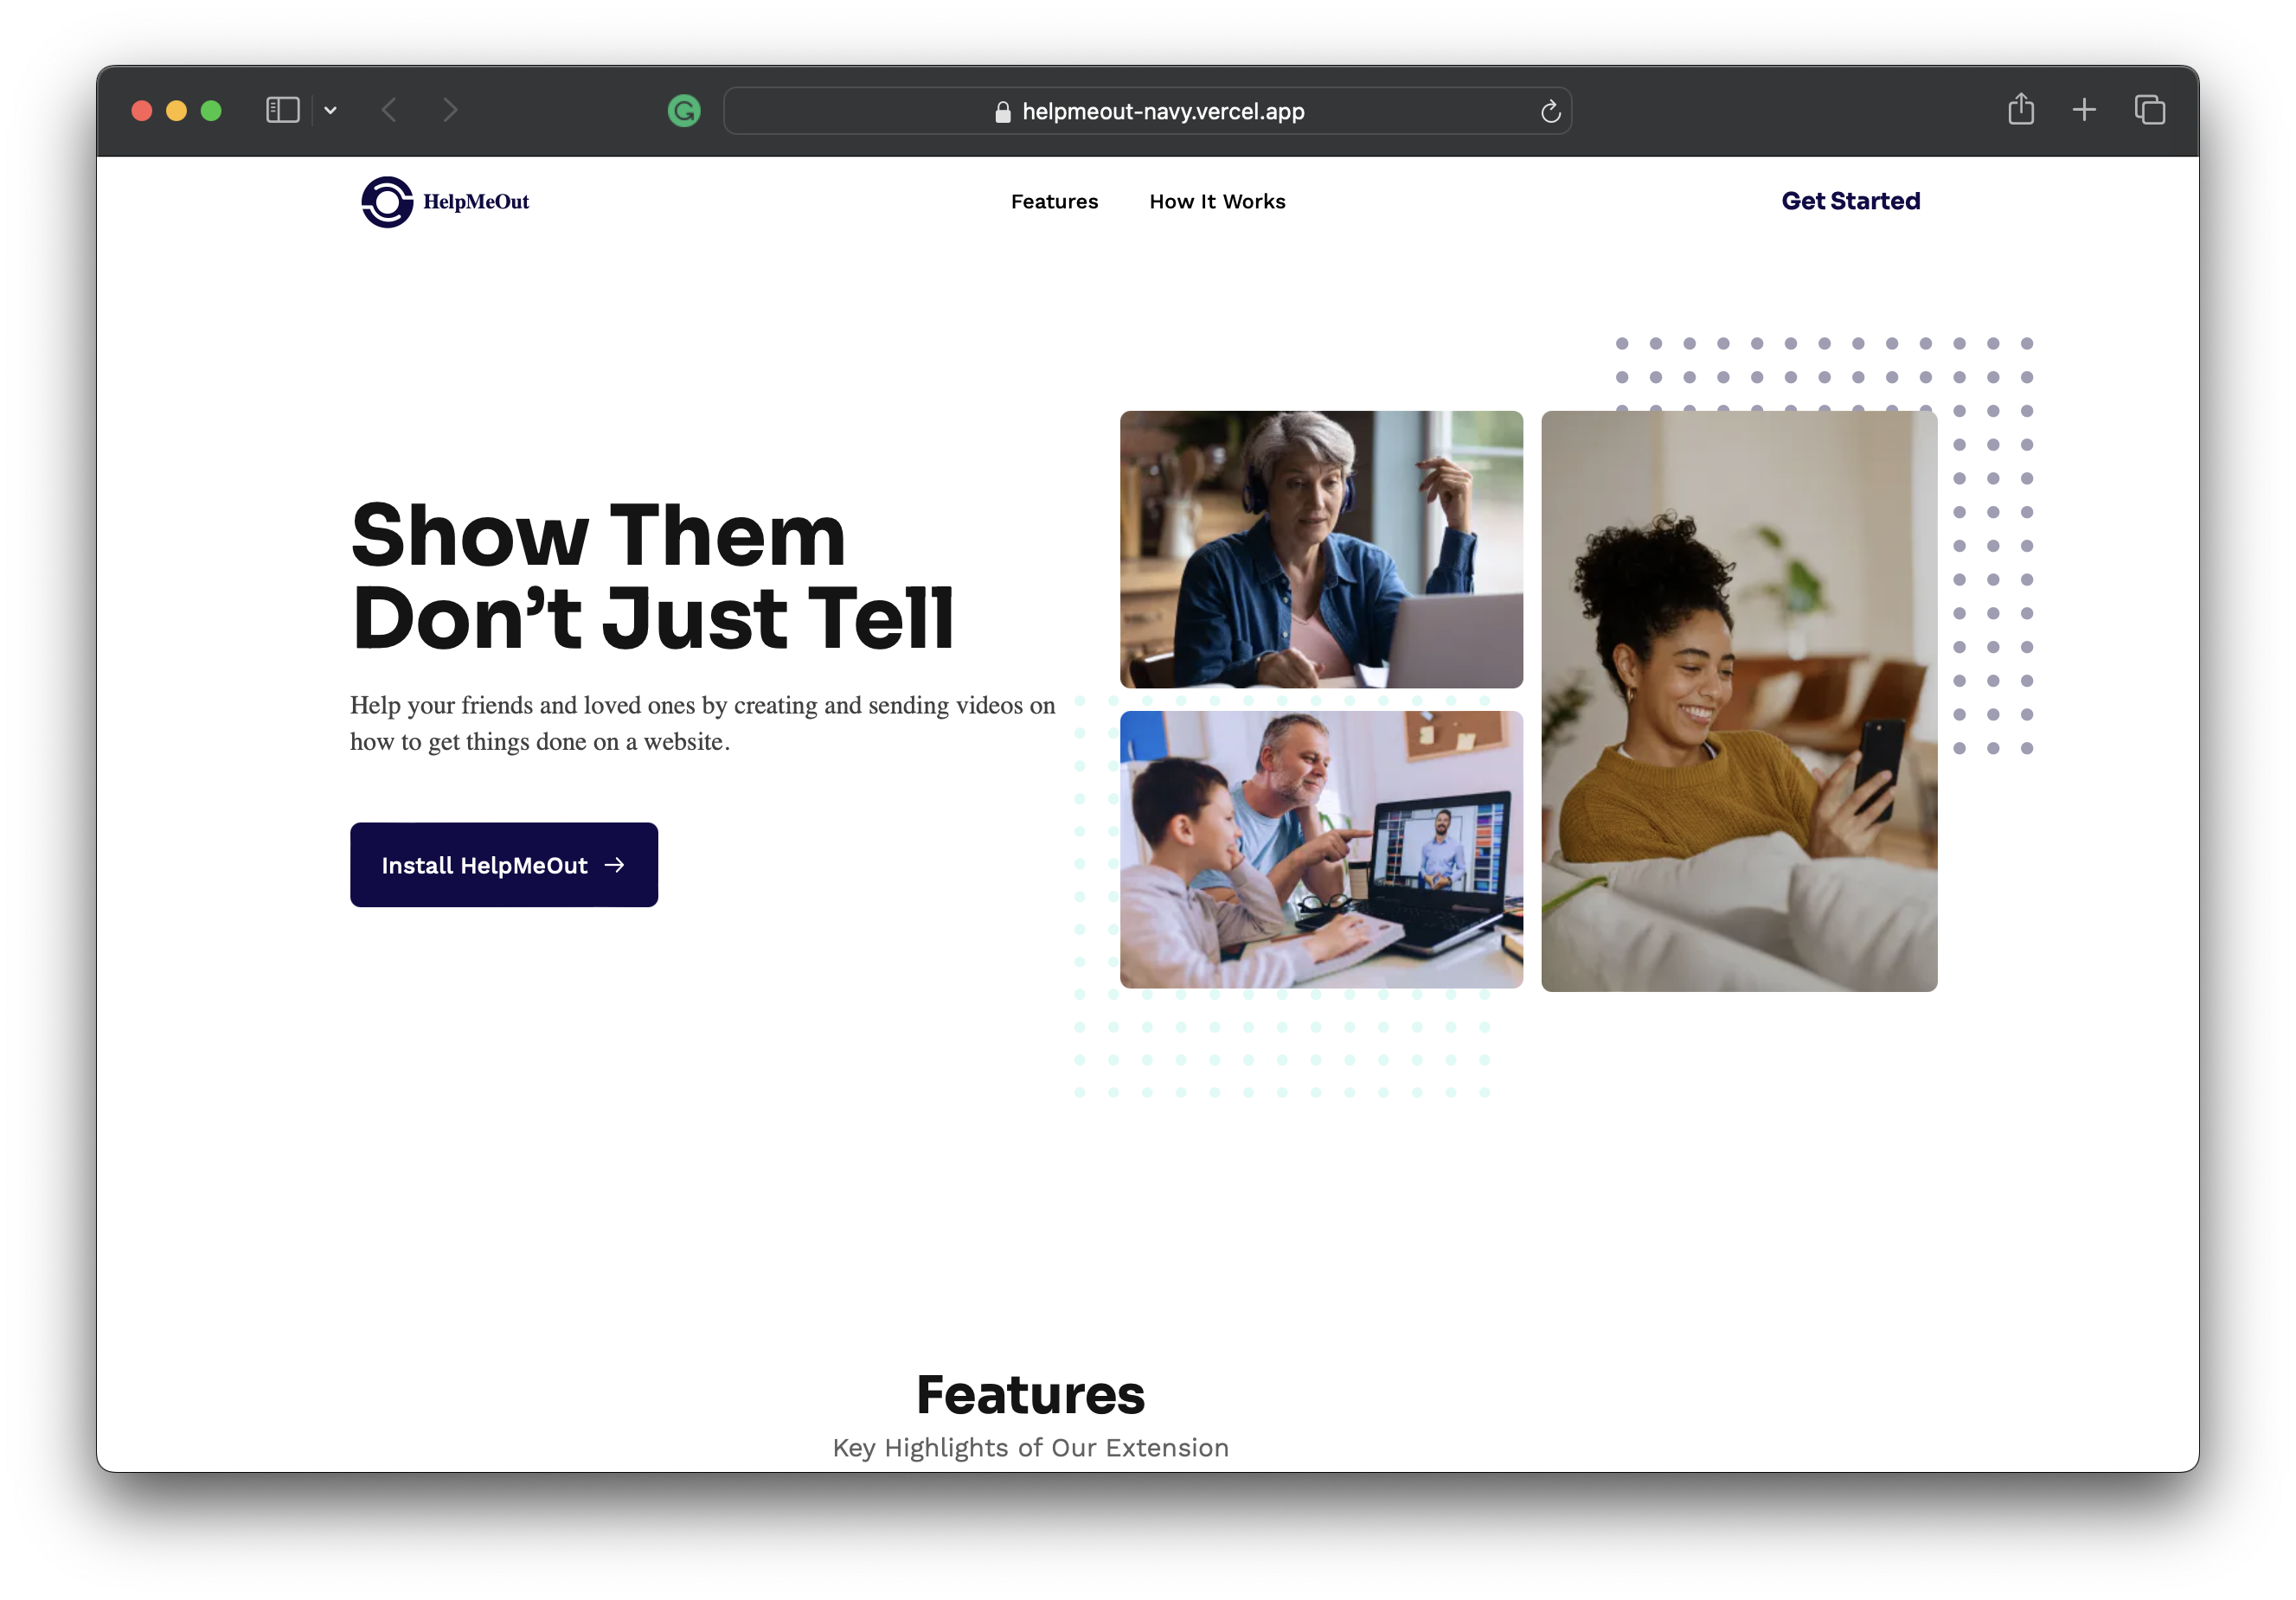 helpmeout-navy.vercel.app
HelpMeOut
Features
How It Works
Get Started
Show Them
Don’t Just Tell
Help your friends and loved ones by creating and sending videos on
how to get things done on a website.
Install HelpMeOut →
Features
Key Highlights of Our Extension